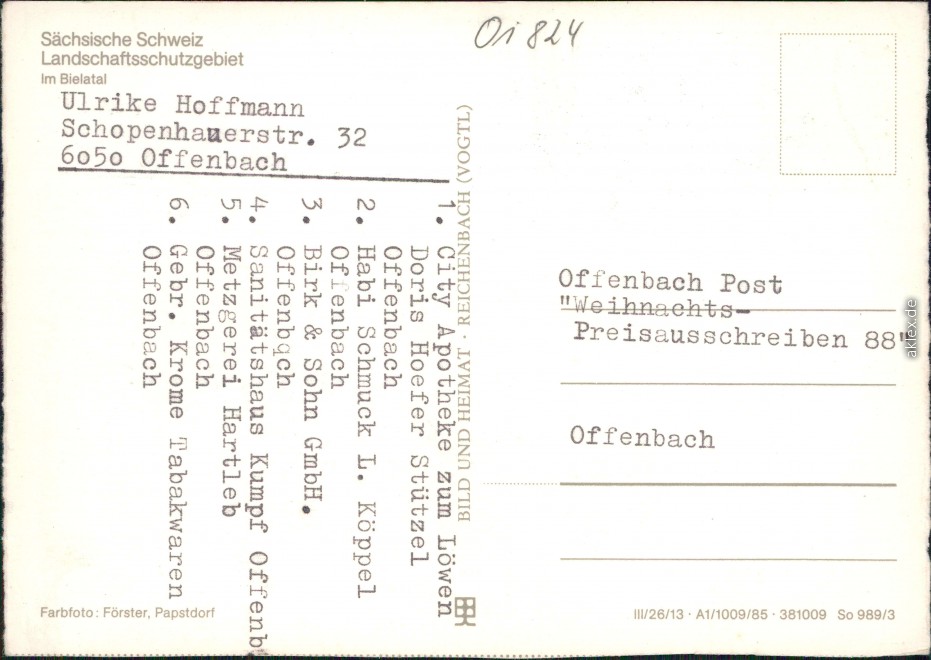 Sächsische Schweiz
Landschaftsschutzgebiet
Im Bielatal
Ulrike Hoffmann
Schopenhauerstr. 32
6o5o Offenbach
1. City Apotheke zum Löwen
Doris Hoefer Stützel
Offenbach
2. Habi Schmuck L. Köppel
Offenbach
3. Birk & Sohn GmbH.
Offenbqch
4. Sanitätshaus Kumpf Offenb
5. Metzgerei Hartleb
Offenbach
6. Gebr. Krome Tabakwaren
Offenbach
Farbfoto: Förster, Papstdorf
BILD UND HEIMAT · REICHENBACH (VOGTL)
Oi 824
Offenbach Post
"Weihnachts-
Preisausschreiben 88"
Offenbach
III/26/13 · A1/1009/85 · 381009 So 989/3
akpool.de